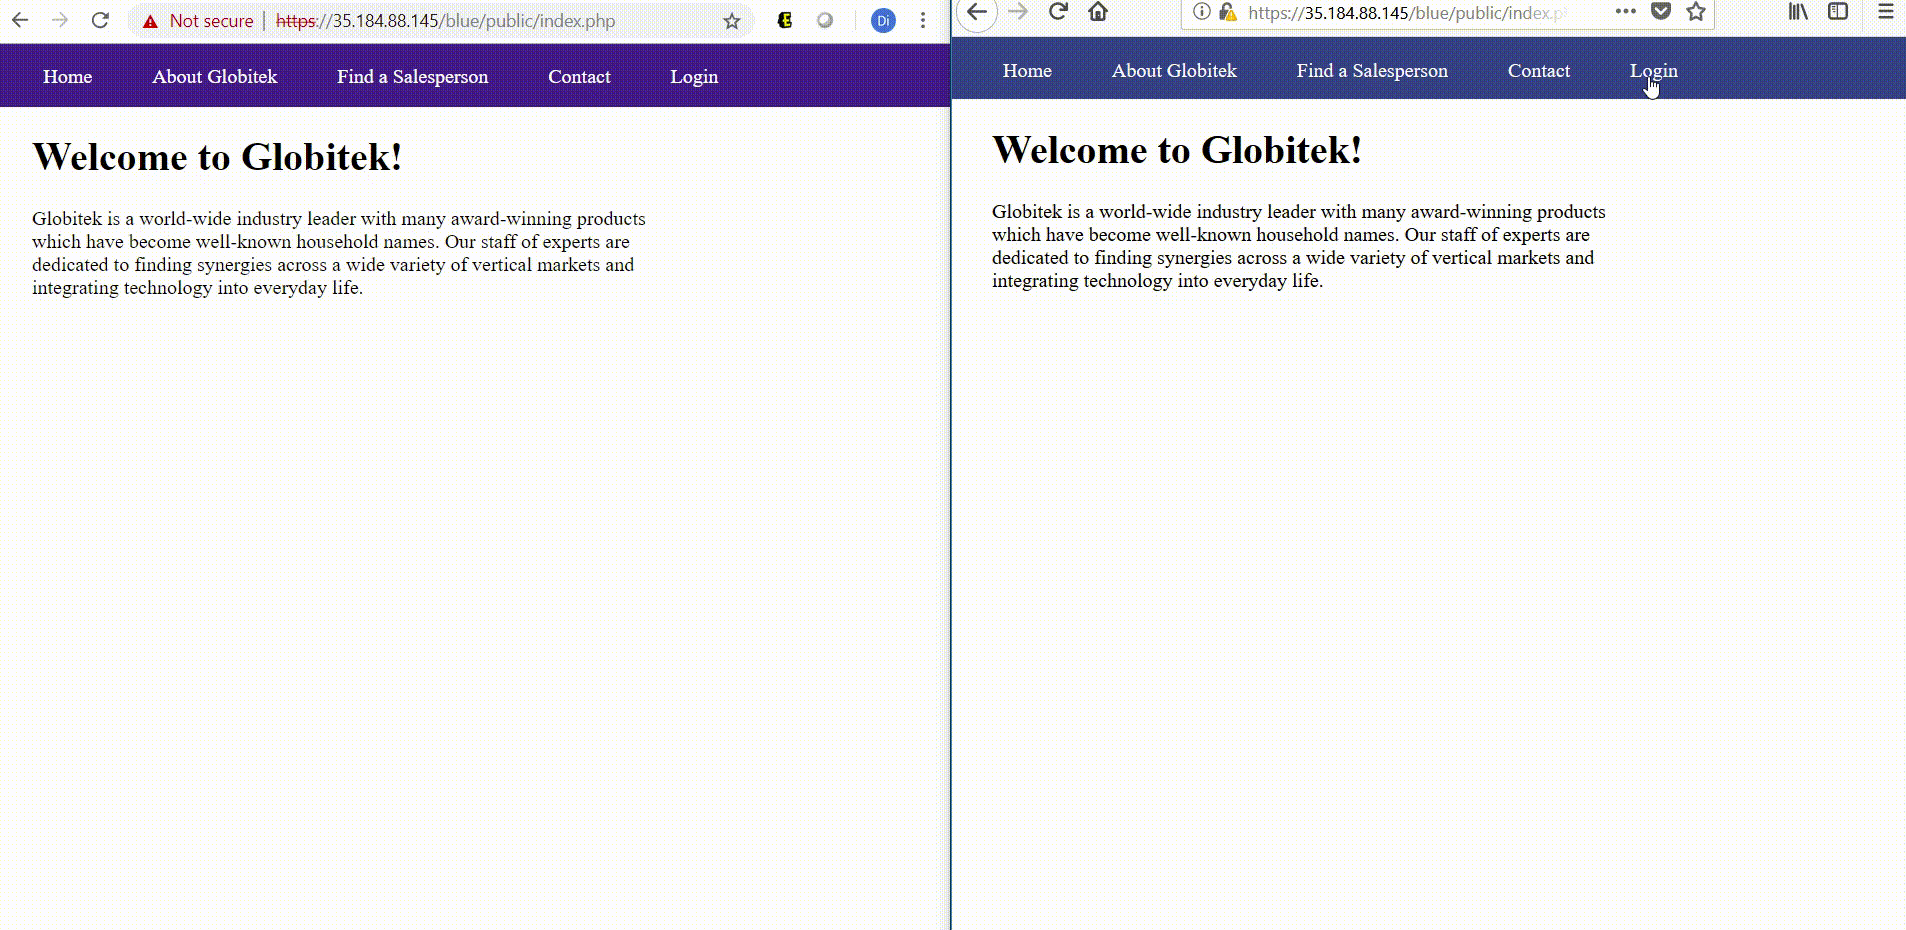 Not secure | https://35.184.88.145/blue/public/index.php
Di
Home About Globitek Find a Salesperson Contact Login
Welcome to Globitek!
Globitek is a world-wide industry leader with many award-winning products
which have become well-known household names. Our staff of experts are
dedicated to finding synergies across a wide variety of vertical markets and
integrating technology into everyday life.
https://35.184.88.145/blue/public/index.p
Home About Globitek Find a Salesperson Contact Login
Welcome to Globitek!
Globitek is a world-wide industry leader with many award-winning products
which have become well-known household names. Our staff of experts are
dedicated to finding synergies across a wide variety of vertical markets and
integrating technology into everyday life.